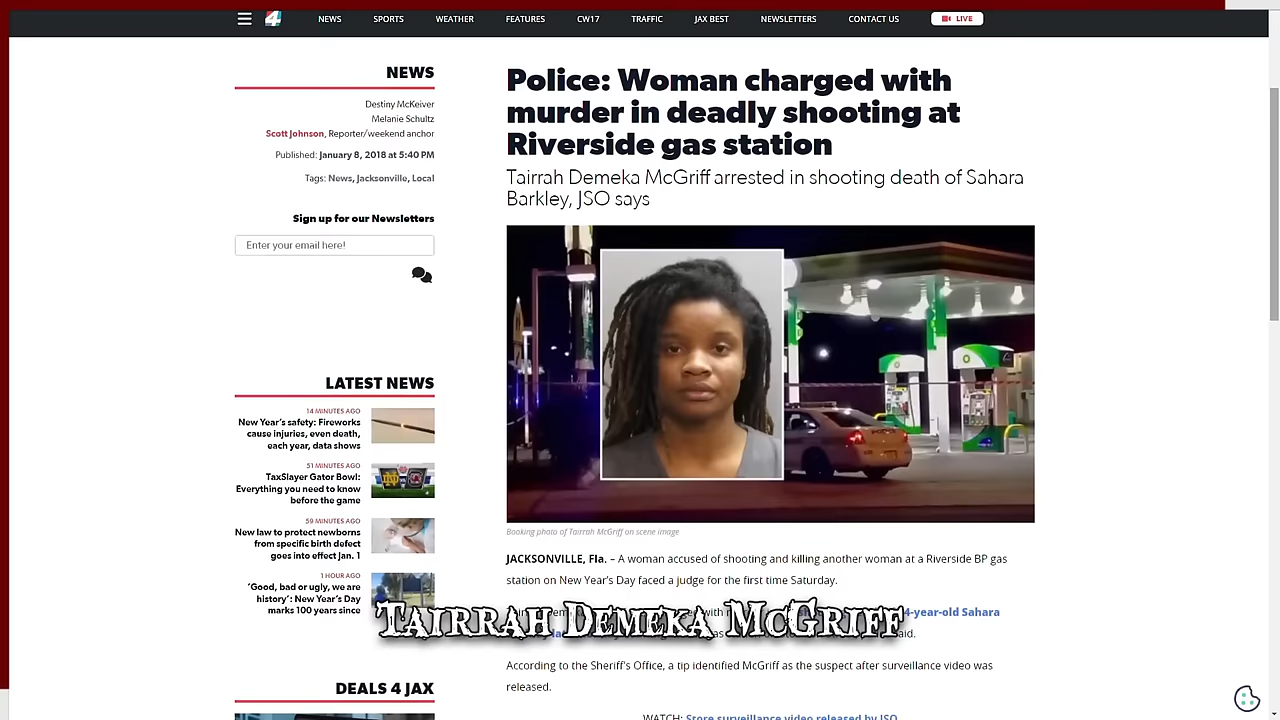 4
NEWS SPORTS WEATHER FEATURES CW17 TRAFFIC JAX BEST NEWSLETTERS CONTACT US LIVE
NEWS
Destiny McKeiver
Melanie Schultz
Scott Johnson, Reporter/weekend anchor
Published: January 8, 2018 at 5:40 PM
Tags: News, Jacksonville, Local
Sign up for our Newsletters
Enter your email here!
LATEST NEWS
14 MINUTES AGO
New Year's safety: Fireworks
cause injuries, even death,
each year, data shows
51 MINUTES AGO
TaxSlayer Gator Bowl:
Everything you need to know
before the game
59 MINUTES AGO
New law to protect newborns
from specific birth defect
goes into effect Jan. 1
1 HOUR AGO
'Good, bad or ugly, we are
history': New Year's Day
marks 100 years since
DEALS 4 JAX
Police: Woman charged with
murder in deadly shooting at
Riverside gas station
Tairrah Demeka McGriff arrested in shooting death of Sahara
Barkley, JSO says
Booking photo of Tairrah McGriff on scene image
JACKSONVILLE, Fla. – A woman accused of shooting and killing another woman at a Riverside BP gas
station on New Year's Day faced a judge for the first time Saturday.
4-year-old Sahara
said.
Tairrah Demeka McGriff
According to the Sheriff's Office, a tip identified McGriff as the suspect after surveillance video was
released.
WATCH: Store surveillance video released by JSO